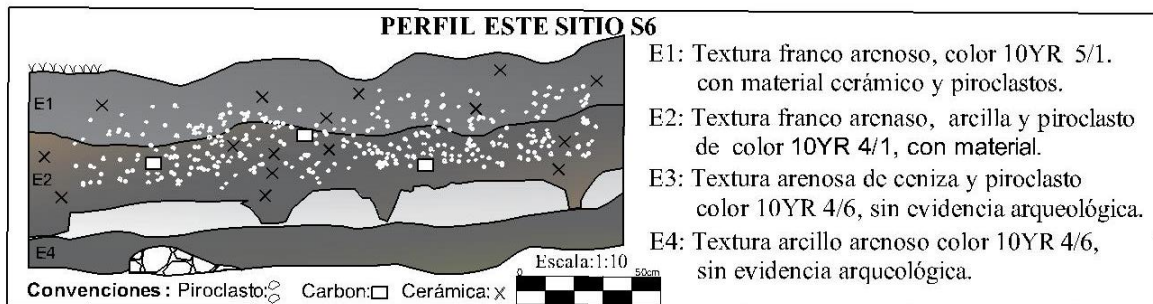 PERFIL ESTE SITIO S6
E1
E2
E4
E1: Textura franco arenoso, color 10YR 5/1.
con material cerámico y piroclastos.
E2: Textura franco arenaso, arcilla y piroclasto
de color 10YR 4/1, con material.
E3: Textura arenosa de ceniza y piroclasto
color 10YR 4/6, sin evidencia arqueológica.
E4: Textura arcillo arenoso color 10YR 4/6,
sin evidencia arqueológica.
Escala:1:10
0 50cm
Convenciones: Piroclasto: Carbon: Cerámica: